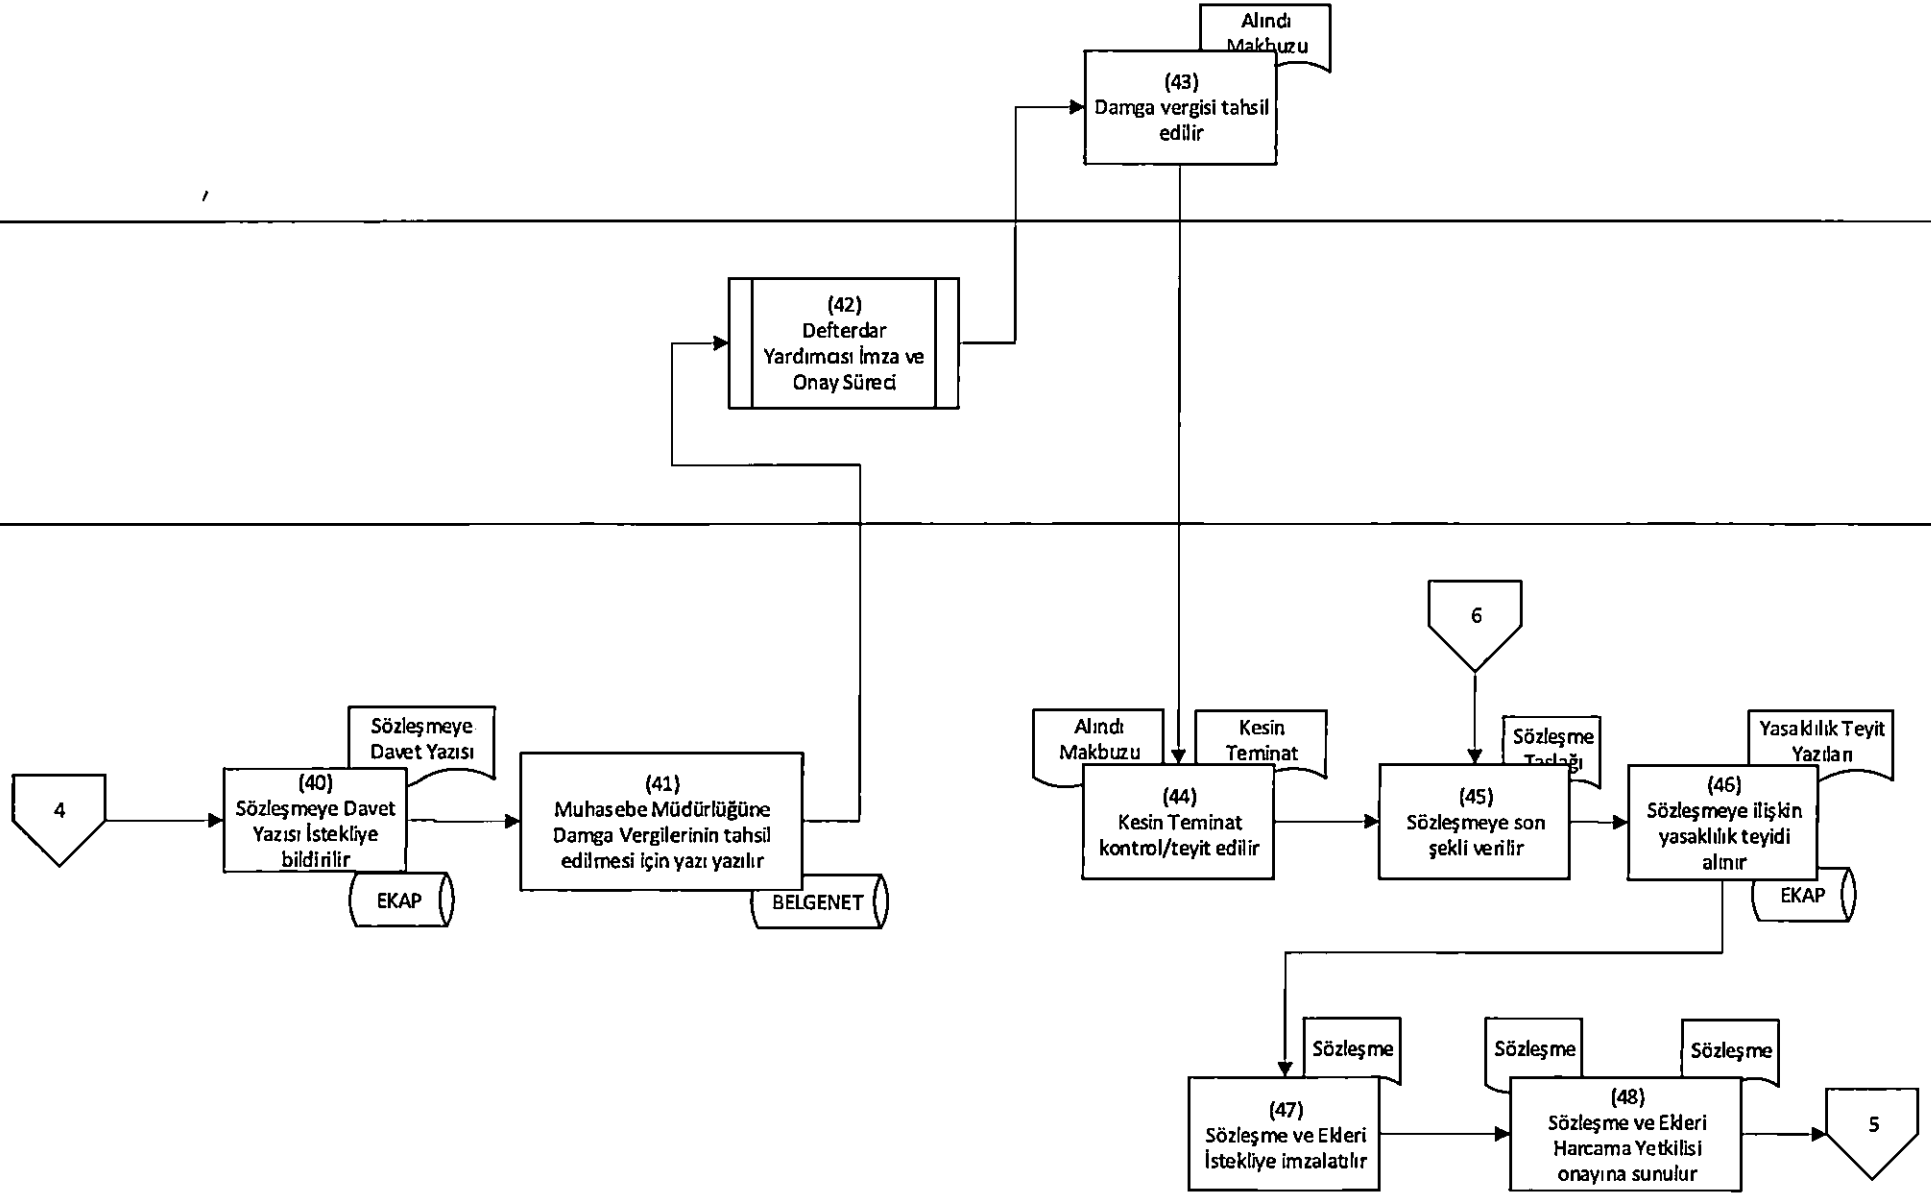 Alındı
Makbuzu
(43)
Damga vergisi tahsil
edilir
(42)
Defterdar
Yardımcısı İmza ve
Onay Süreci
6
4
Sözleşmeye
Davet Yazısı
(40)
Sözleşmeye Davet
Yazısı İstekliye
bildirilir
EKAP
(41)
Muhasebe Müdürlüğüne
Damga Vergilerinin tahsil
edilmesi için yazı yazılır
BELGENET
Alındı
Makbuzu
Kesin
Teminat
(44)
Kesin Teminat
kontrol/teyit edilir
Sözleşme
Taslağı
(45)
Sözleşmeye son
şekli verilir
Yasaklılık Teyit
Yazıları
(46)
Sözleşmeye ilişkin
yasaklılık teyidi
alınır
EKAP
Sözleşme
(47)
Sözleşme ve Ekleri
İstekliye imzalatılır
Sözleşme
Sözleşme
(48)
Sözleşme ve Ekleri
Harcama Yetkilisi
onayına sunulur
5